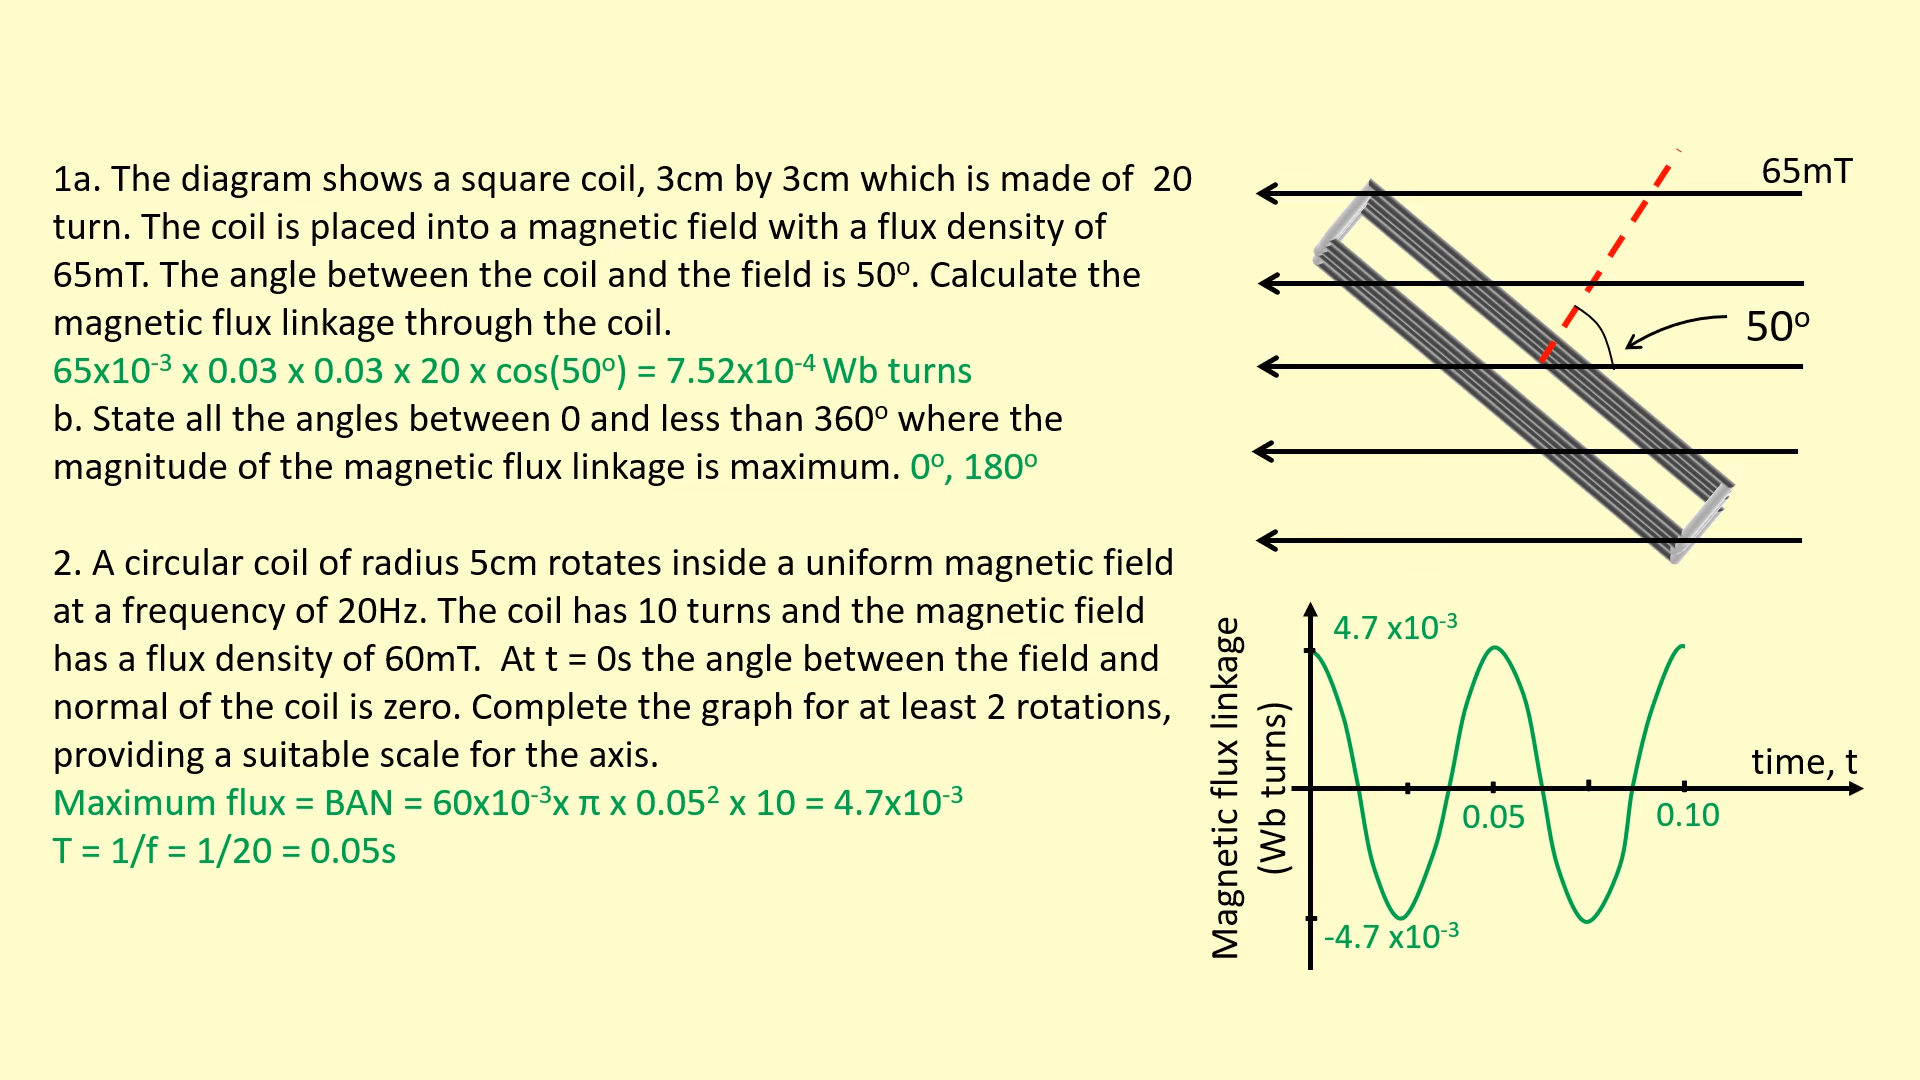 1a. The diagram shows a square coil, 3cm by 3cm which is made of  20
turn. The coil is placed into a magnetic field with a flux density of
65mT. The angle between the coil and the field is 50º. Calculate the
magnetic flux linkage through the coil.
65x10⁻³ x 0.03 x 0.03 x 20 x cos(50º) = 7.52x10⁻⁴ Wb turns
b. State all the angles between 0 and less than 360º where the
magnitude of the magnetic flux linkage is maximum. 0º, 180º
2. A circular coil of radius 5cm rotates inside a uniform magnetic field
at a frequency of 20Hz. The coil has 10 turns and the magnetic field
has a flux density of 60mT.  At t = 0s the angle between the field and
normal of the coil is zero. Complete the graph for at least 2 rotations,
providing a suitable scale for the axis.
Maximum flux = BAN = 60x10⁻³x π x 0.05² x 10 = 4.7x10⁻³
T = 1/f = 1/20 = 0.05s
65mT
50º
Magnetic flux linkage
(Wb turns)
4.7 x10⁻³
time, t
0.05
0.10
-4.7 x10⁻³